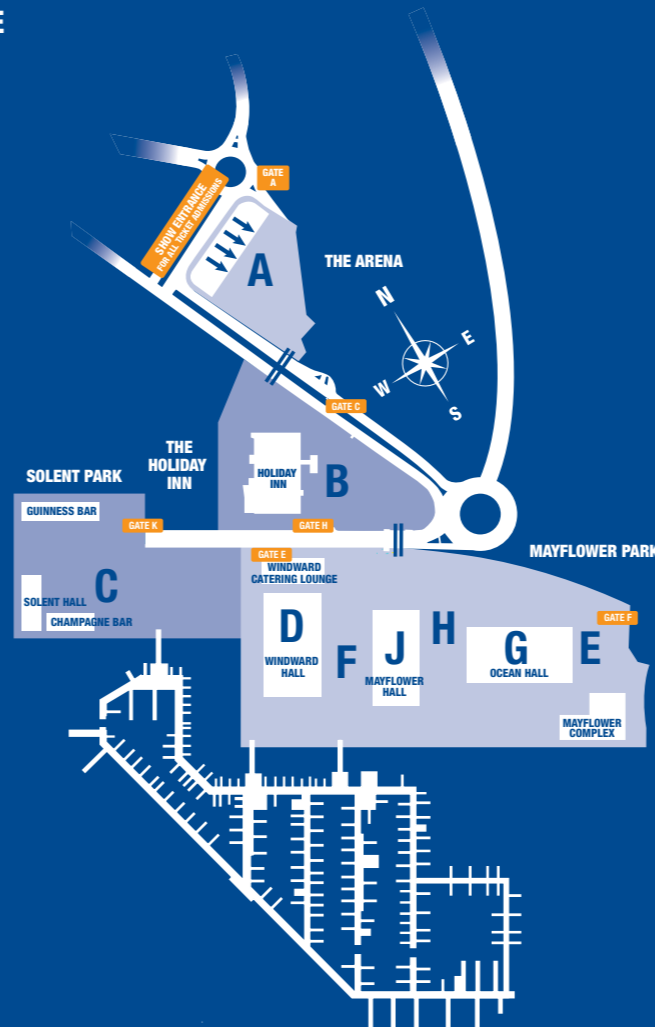 E
GATE
A
SHOW ENTRANCE
FOR ALL TICKET ADMISSIONS
A
THE ARENA
N
E
W
S
GATE C
THE
HOLIDAY
INN
HOLIDAY
INN
B
SOLENT PARK
GUINNESS BAR
GATE K
GATE H
MAYFLOWER PARK
GATE E
WINDWARD
CATERING LOUNGE
C
SOLENT HALL
CHAMPAGNE BAR
D
WINDWARD
HALL
F
J
MAYFLOWER
HALL
H
G
OCEAN HALL
E
GATE F
MAYFLOWER
COMPLEX